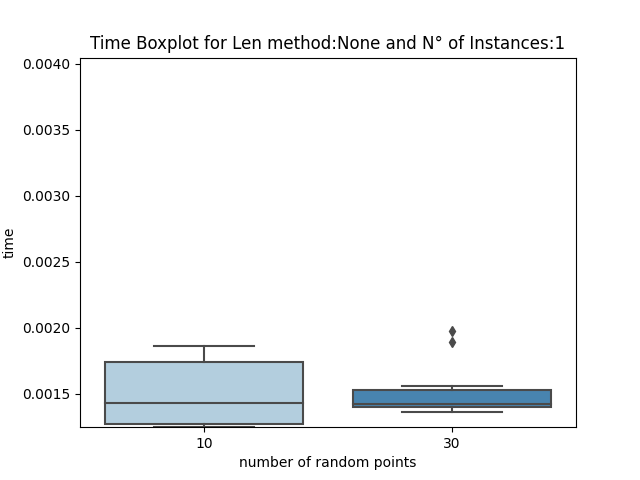 Time Boxplot for Len method:None and N° of Instances:1
0.0040
0.0035
0.0030
0.0025
0.0020
0.0015
time
10
30
number of random points